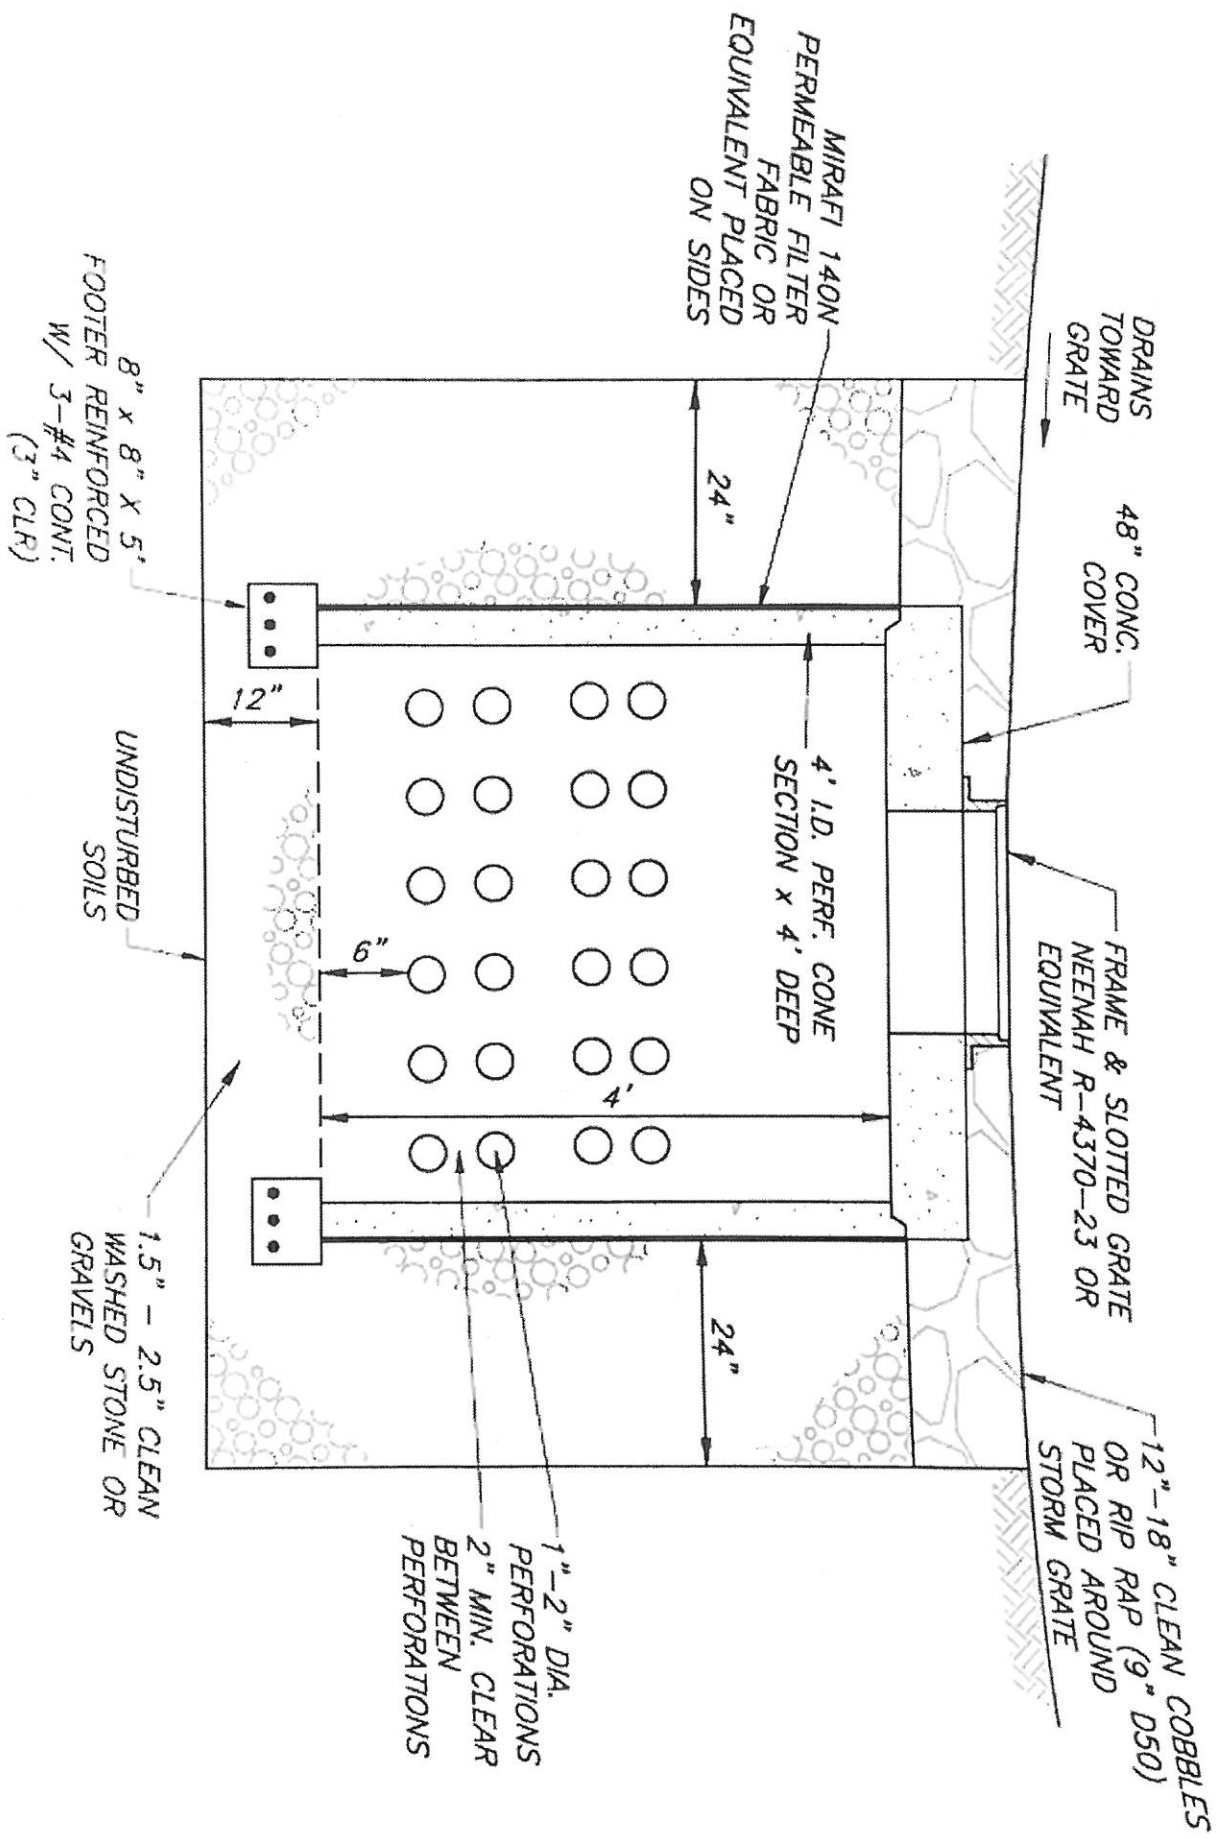 DRAINS
TOWARD
GRATE
48" CONC.
COVER
FRAME & SLOTTED GRATE
NEENAH R-4370-23 OR
EQUIVALENT
12"-18" CLEAN COBBLES
OR RIP RAP (9" D50)
PLACED AROUND
STORM GRATE
MIRAFI 140N
PERMEABLE FILTER
FABRIC OR
EQUIVALENT PLACED
ON SIDES
24"
4' I.D. PERF. CONE
SECTION x 4' DEEP
24"
4'
6"
12"
1"-2" DIA.
PERFORATIONS
2" MIN. CLEAR
BETWEEN
PERFORATIONS
8" x 8" X 5'
FOOTER REINFORCED
W/ 3-#4 CONT.
(3" CLR)
UNDISTURBED
SOILS
1.5" - 2.5" CLEAN
WASHED STONE OR
GRAVELS